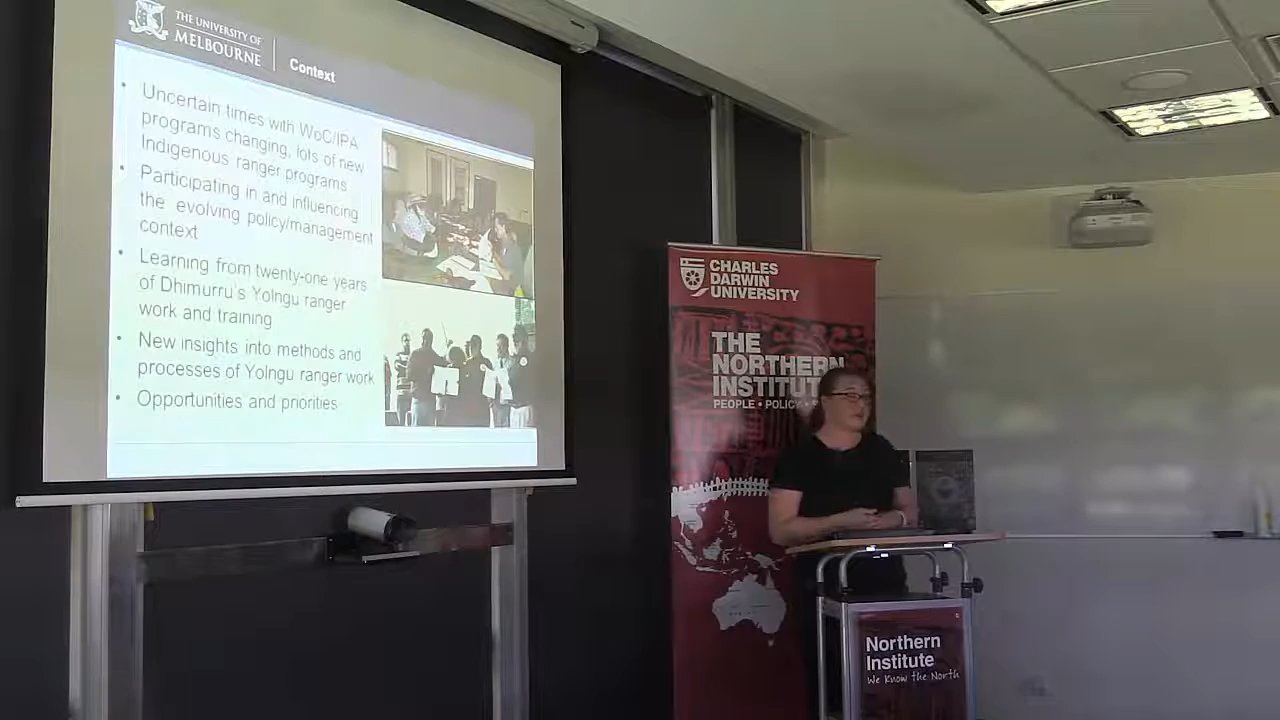 THE UNIVERSITY OF
MELBOURNE
Context
• Uncertain times with WoC/IPA
programs changing, lots of new
Indigenous ranger programs
• Participating in and influencing
the evolving policy/management
context
• Learning from twenty-one years
of Dhimurru's Yolngu ranger
work and training
• New insights into methods and
processes of Yolngu ranger work
• Opportunities and priorities
CHARLES
DARWIN
UNIVERSITY
THE
NORTHERN
INSTITUT
PEOPLE • POLICY •
Northern
Institute
We Know the North